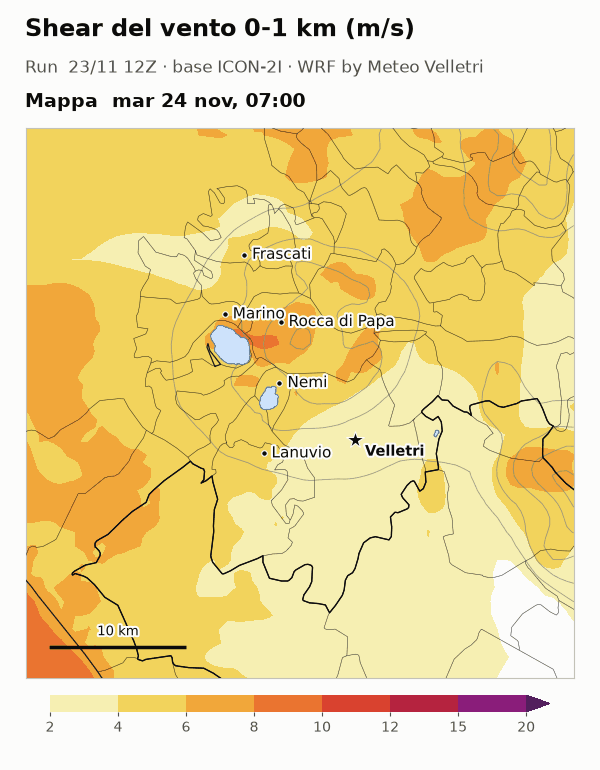 Shear del vento 0-1 km (m/s)
Run  23/11 12Z · base ICON-2I · WRF by Meteo Velletri
Mappa  mar 24 nov, 07:00
Frascati
Marino
Rocca di Papa
Nemi
Velletri
Lanuvio
10 km
2 4 6 8 10 12 15 20